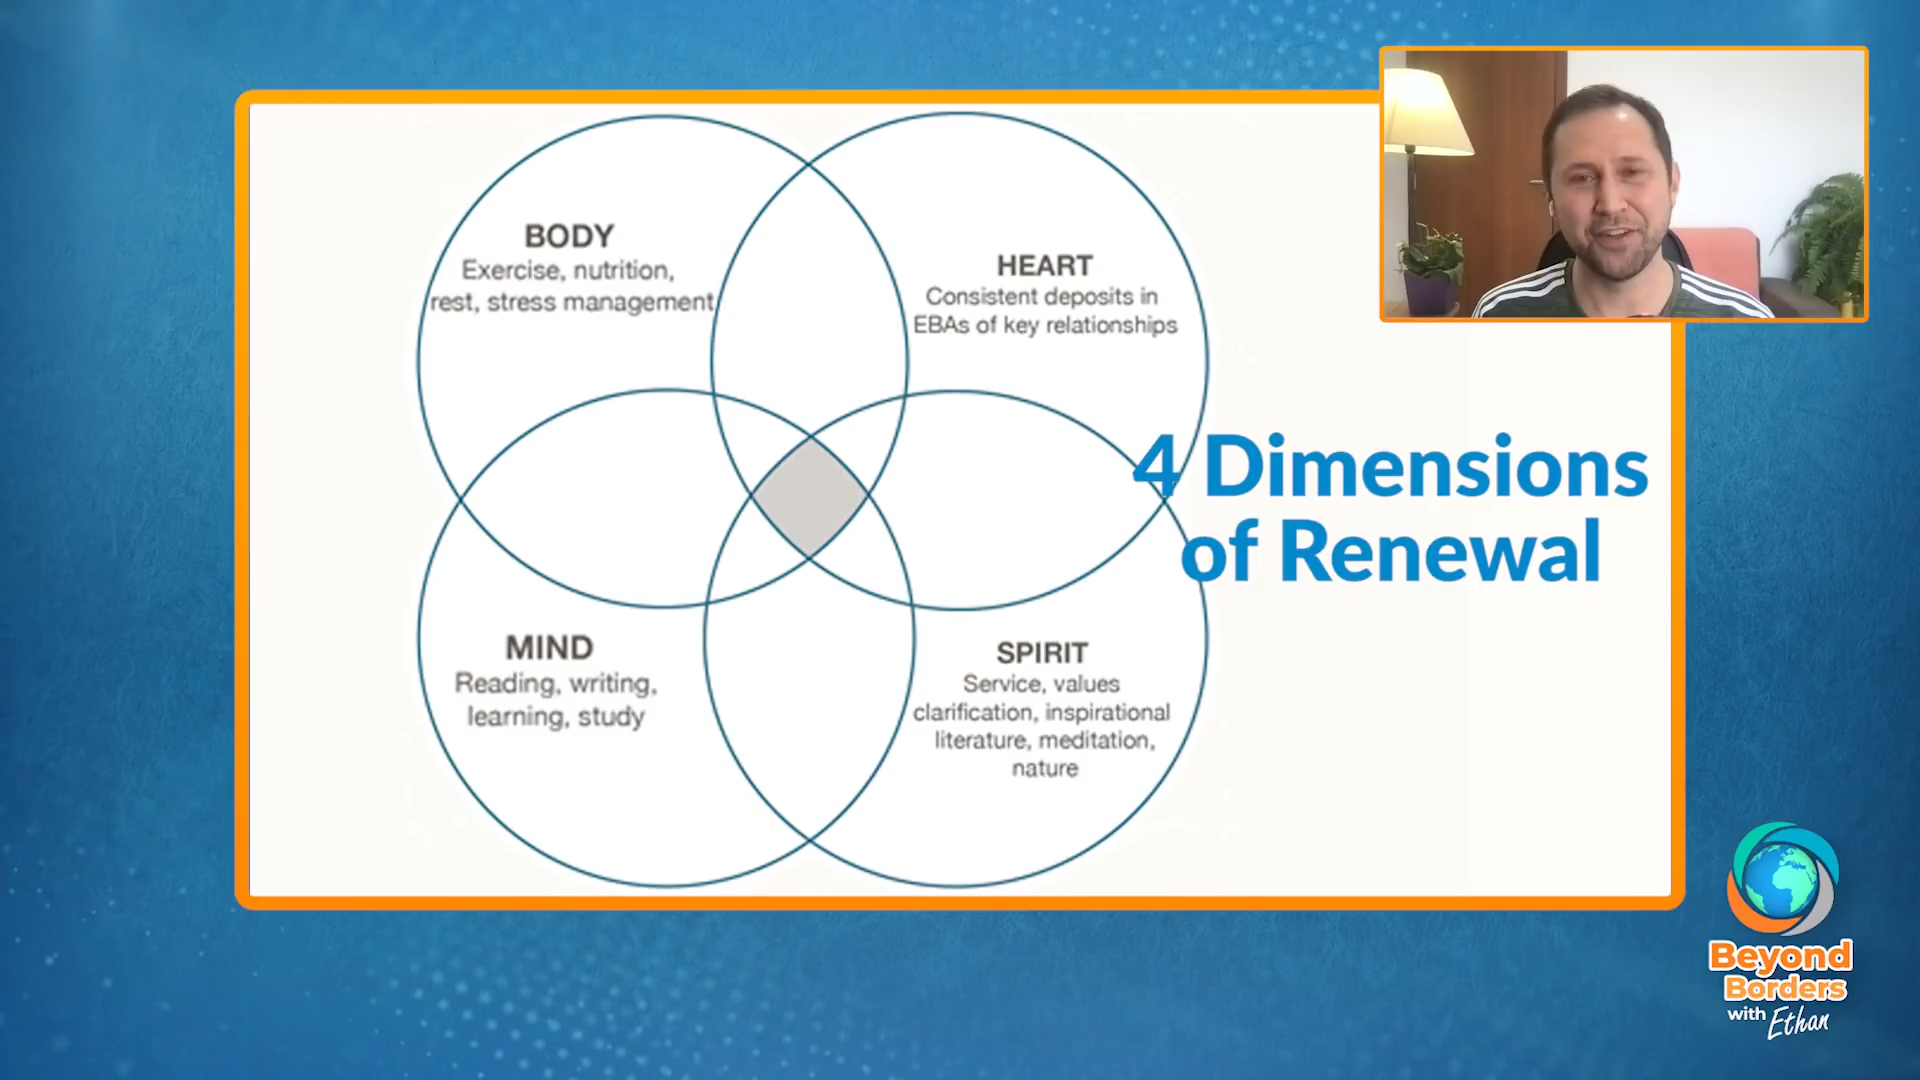 BODY
Exercise, nutrition,
rest, stress management
HEART
Consistent deposits in
EBAs of key relationships
4 Dimensions
of Renewal
MIND
Reading, writing,
learning, study
SPIRIT
Service, values
clarification, inspirational
literature, meditation,
nature
Beyond
Borders
with Ethan